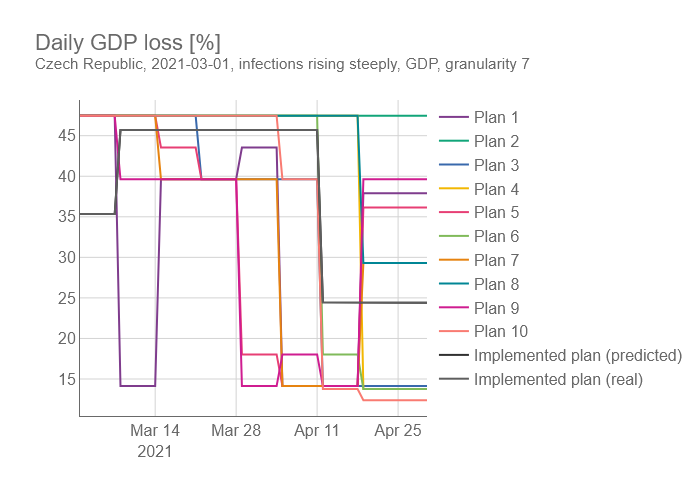 Daily GDP loss [%]
Czech Republic, 2021-03-01, infections rising steeply, GDP, granularity 7
45
40
35
30
25
20
15
Mar 14
2021
Mar 28
Apr 11
Apr 25
Plan 1
Plan 2
Plan 3
Plan 4
Plan 5
Plan 6
Plan 7
Plan 8
Plan 9
Plan 10
Implemented plan (predicted)
Implemented plan (real)